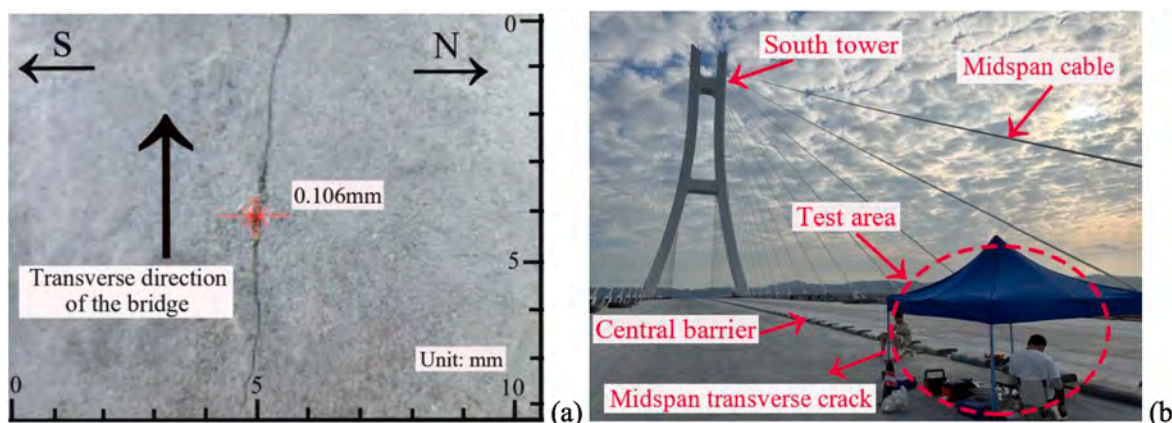 S
N
0
0.106mm
Transverse direction
of the bridge
5
Unit: mm
0
5
10
(a)
South tower
Midspan cable
Test area
Central barrier
Midspan transverse crack
(b